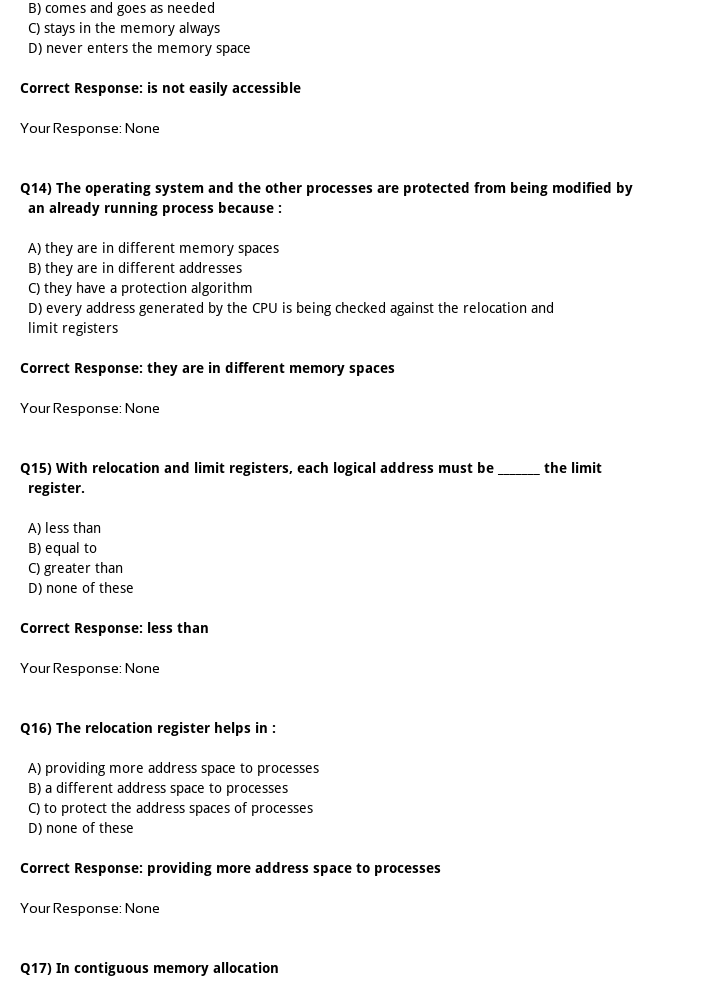 B) comes and goes as needed
C) stays in the memory always
D) never enters the memory space
Correct Response: is not easily accessible
Your Response: None
Q14) The operating system and the other processes are protected from being modified by
an already running process because :
A) they are in different memory spaces
B) they are in different addresses
C) they have a protection algorithm
D) every address generated by the CPU is being checked against the relocation and
limit registers
Correct Response: they are in different memory spaces
Your Response: None
Q15) With relocation and limit registers, each logical address must be _______ the limit
register.
A) less than
B) equal to
C) greater than
D) none of these
Correct Response: less than
Your Response: None
Q16) The relocation register helps in :
A) providing more address space to processes
B) a different address space to processes
C) to protect the address spaces of processes
D) none of these
Correct Response: providing more address space to processes
Your Response: None
Q17) In contiguous memory allocation